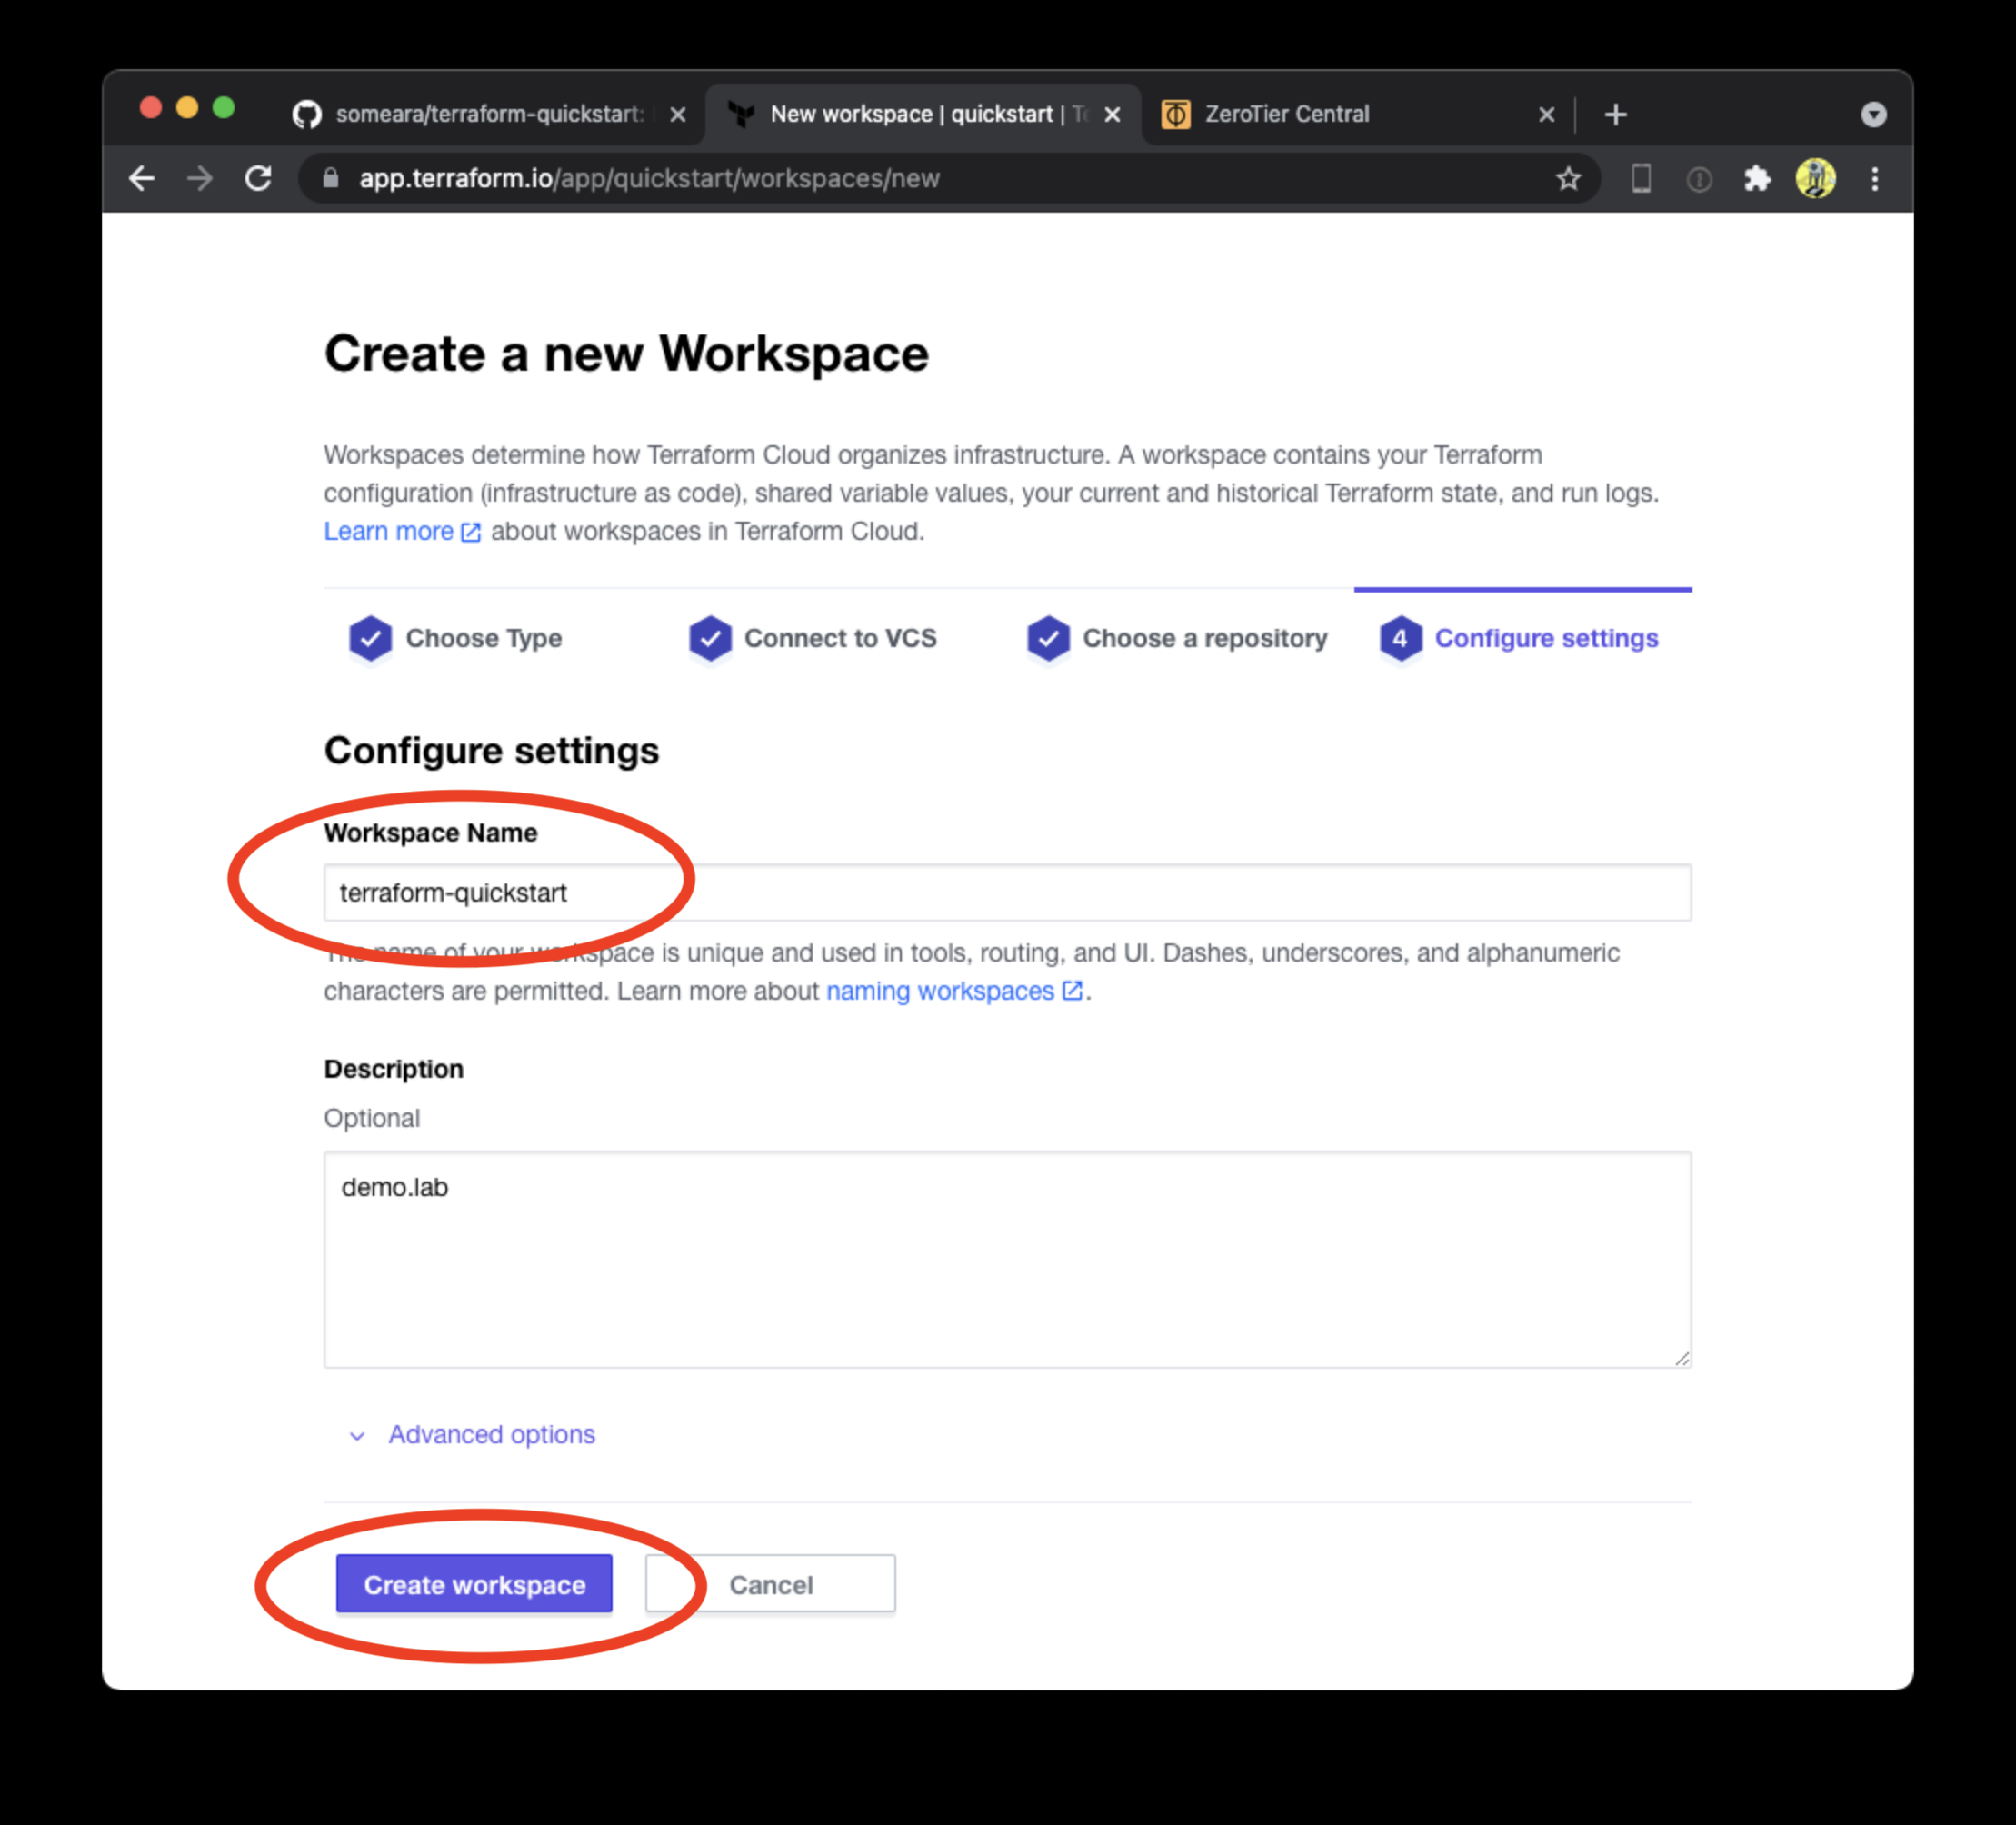 someara/terraform-quickstart:
New workspace | quickstart | Te
ZeroTier Central
app.terraform.io/app/quickstart/workspaces/new
Create a new Workspace
Workspaces determine how Terraform Cloud organizes infrastructure. A workspace contains your Terraform
configuration (infrastructure as code), shared variable values, your current and historical Terraform state, and run logs.
Learn more about workspaces in Terraform Cloud.
Choose Type
Connect to VCS
Choose a repository
4 Configure settings
Configure settings
Workspace Name
terraform-quickstart
The name of your workspace is unique and used in tools, routing, and UI. Dashes, underscores, and alphanumeric
characters are permitted. Learn more about naming workspaces.
Description
Optional
demo.lab
Advanced options
Create workspace
Cancel